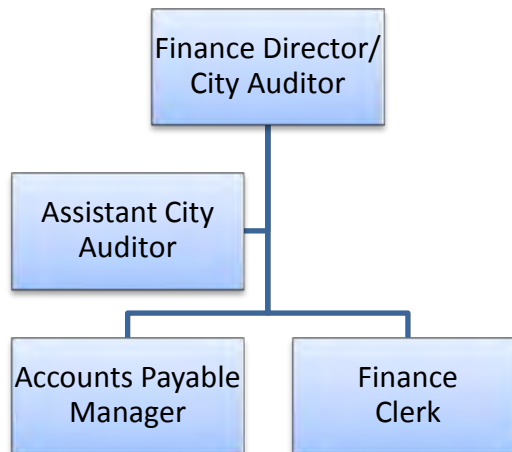 Finance Director/
City Auditor
Assistant City
Auditor
Accounts Payable
Manager
Finance
Clerk